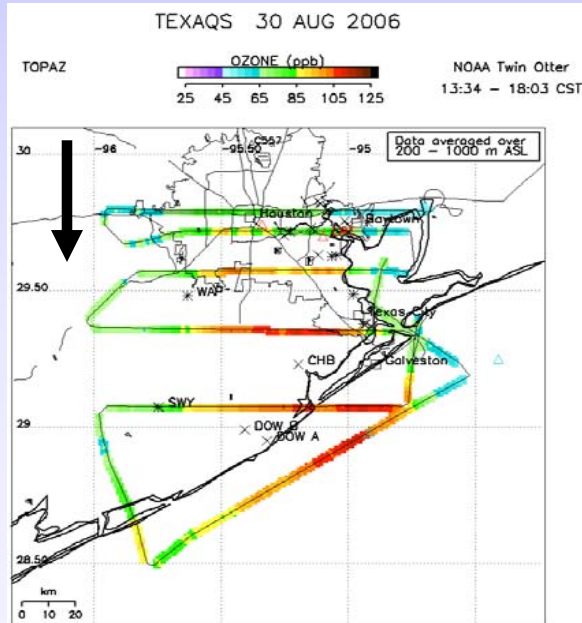 TEXAQS 30 AUG 2006
TOPAZ
OZONE (ppb)
25 45 65 85 105 125
NOAA Twin Otter
13:34 – 18:03 CST
30
-96
-95.50
C557
-95
Data averaged over
200 – 1000 m ASL
Houston
Baytown
29.50
WAP
Texas City
CHB
Galveston
29
SWY
DOW B
DOW A
28.50
km
0 10 20